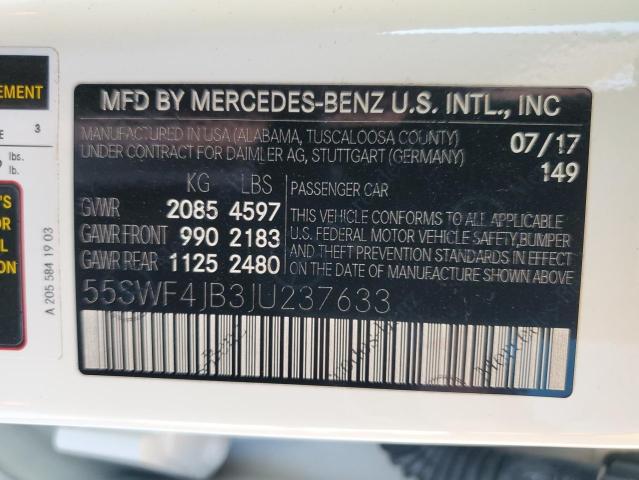 EMENT
E 3
lbs.
lb.
'S
OR
L
ON
A 205 584 19 03
MFD BY MERCEDES-BENZ U.S. INTL., INC
MANUFACTURED IN USA (ALABAMA, TUSCALOOSA COUNTY)
UNDER CONTRACT FOR DAIMLER AG, STUTTGART (GERMANY)
07/17
149
KG LBS
GVWR 2085 4597
GAWR FRONT 990 2183
GAWR REAR 1125 2480
PASSENGER CAR
THIS VEHICLE CONFORMS TO ALL APPLICABLE
U.S. FEDERAL MOTOR VEHICLE SAFETY,BUMPER
AND THEFT PREVENTION STANDARDS IN EFFECT
ON THE DATE OF MANUFACTURE SHOWN ABOVE.
55SWF4JB3JU237633